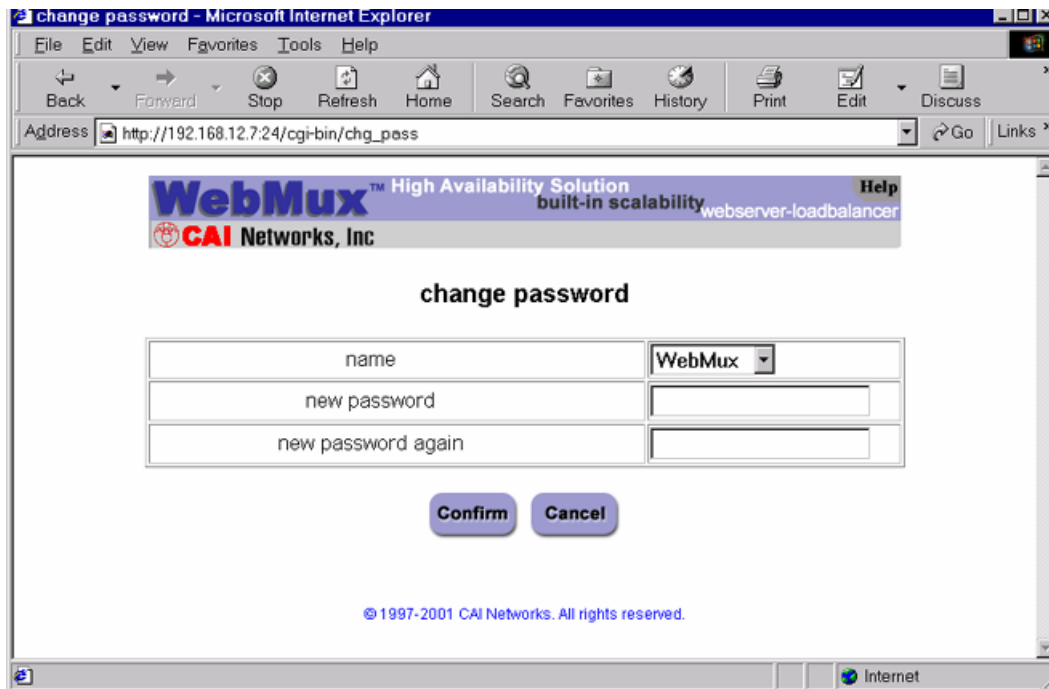 change password - Microsoft Internet Explorer
File Edit View Favorites Tools Help
Back Forward Stop Refresh Home Search Favorites History Print Edit Discuss
Address http://192.168.12.7:24/cgi-bin/chg_pass Go Links
WebMux™ High Availability Solution Help
built-in scalability
webserver-loadbalancer
CAI Networks, Inc
change password
name WebMux
new password
new password again
Confirm Cancel
©1997-2001 CAI Networks. All rights reserved.
Internet